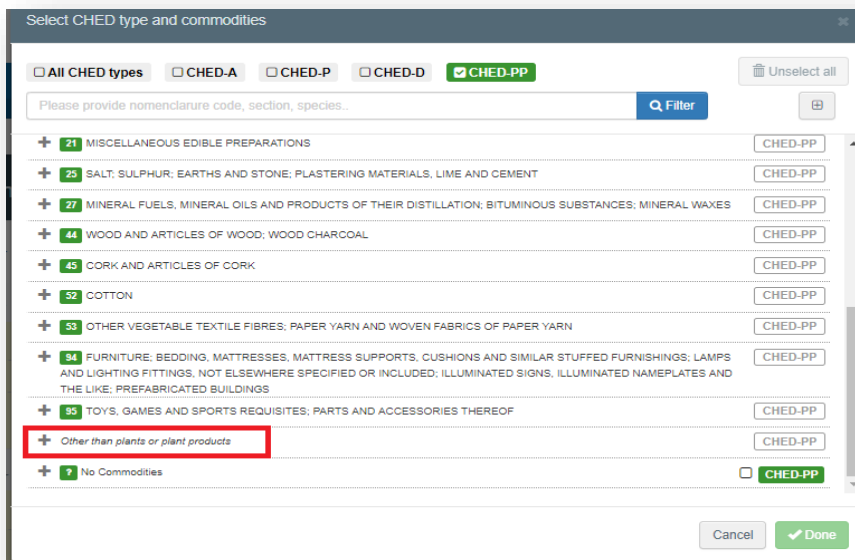 Select CHED type and commodities
All CHED types CHED-A CHED-P CHED-D CHED-PP Unselect all
Please provide nomenclarure code, section, species.. Filter
21 MISCELLANEOUS EDIBLE PREPARATIONS CHED-PP
25 SALT; SULPHUR; EARTHS AND STONE; PLASTERING MATERIALS, LIME AND CEMENT CHED-PP
27 MINERAL FUELS, MINERAL OILS AND PRODUCTS OF THEIR DISTILLATION; BITUMINOUS SUBSTANCES; MINERAL WAXES CHED-PP
44 WOOD AND ARTICLES OF WOOD; WOOD CHARCOAL CHED-PP
45 CORK AND ARTICLES OF CORK CHED-PP
52 COTTON CHED-PP
53 OTHER VEGETABLE TEXTILE FIBRES; PAPER YARN AND WOVEN FABRICS OF PAPER YARN CHED-PP
94 FURNITURE; BEDDING, MATTRESSES, MATTRESS SUPPORTS, CUSHIONS AND SIMILAR STUFFED FURNISHINGS; LAMPS CHED-PP
AND LIGHTING FITTINGS, NOT ELSEWHERE SPECIFIED OR INCLUDED; ILLUMINATED SIGNS, ILLUMINATED NAMEPLATES AND
THE LIKE; PREFABRICATED BUILDINGS
95 TOYS, GAMES AND SPORTS REQUISITES; PARTS AND ACCESSORIES THEREOF CHED-PP
Other than plants or plant products CHED-PP
? No Commodities CHED-PP
Cancel Done